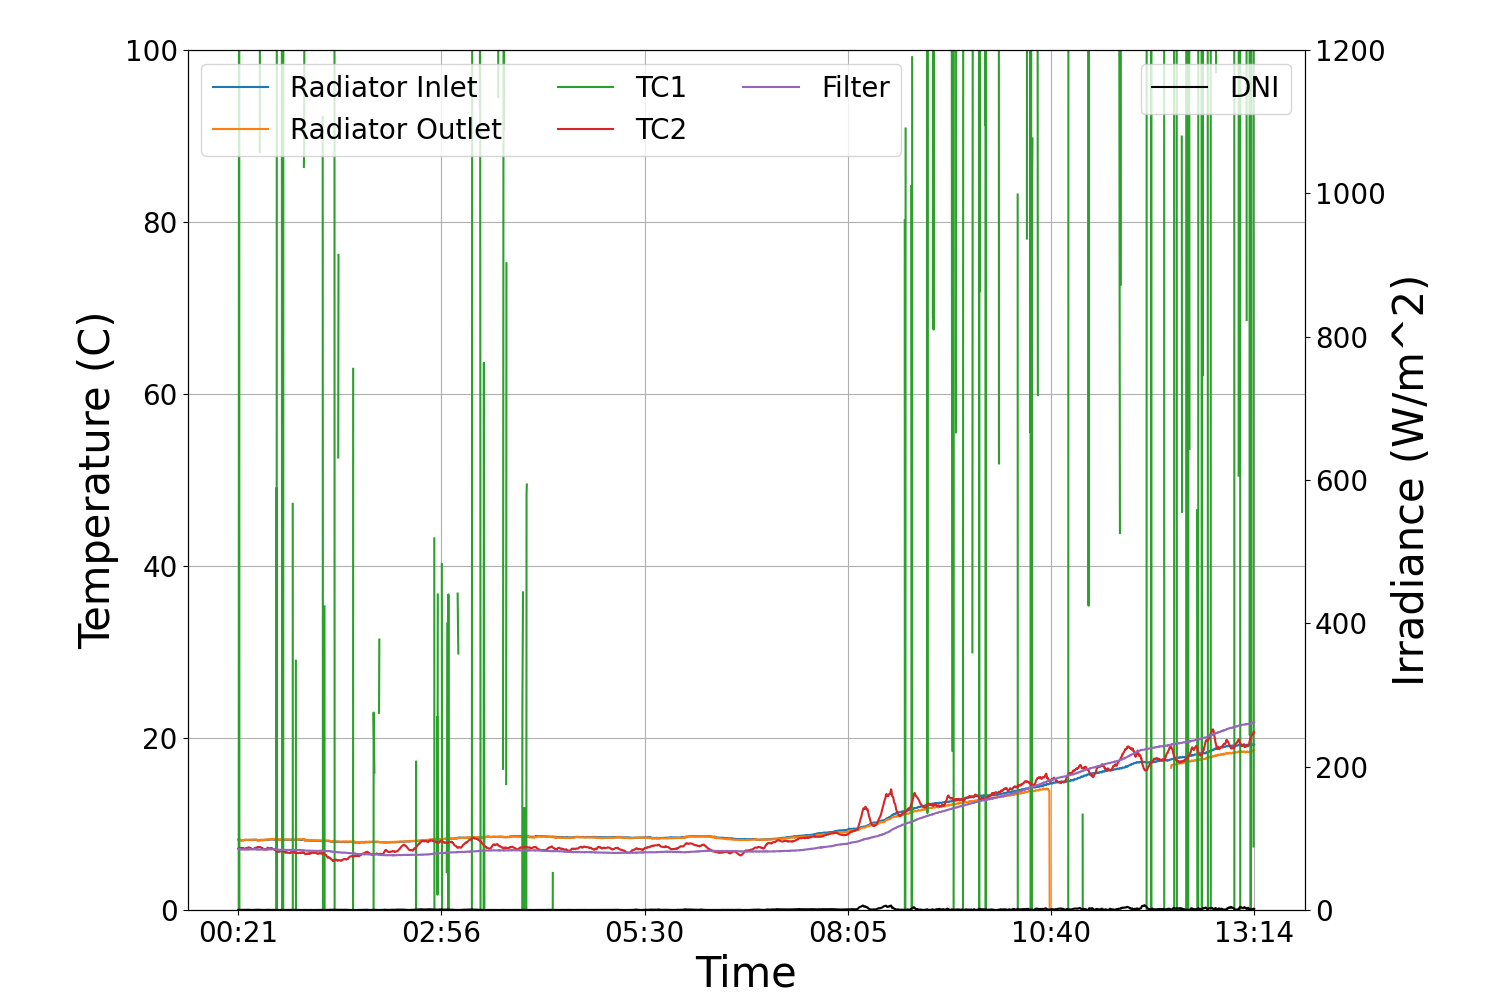 Radiator Inlet
Radiator Outlet
TC1
TC2
Filter
DNI
Temperature (C)
100
80
60
40
20
0
Irradiance (W/m^2)
1200
1000
800
600
400
200
0
00:21
02:56
05:30
08:05
10:40
13:14
Time